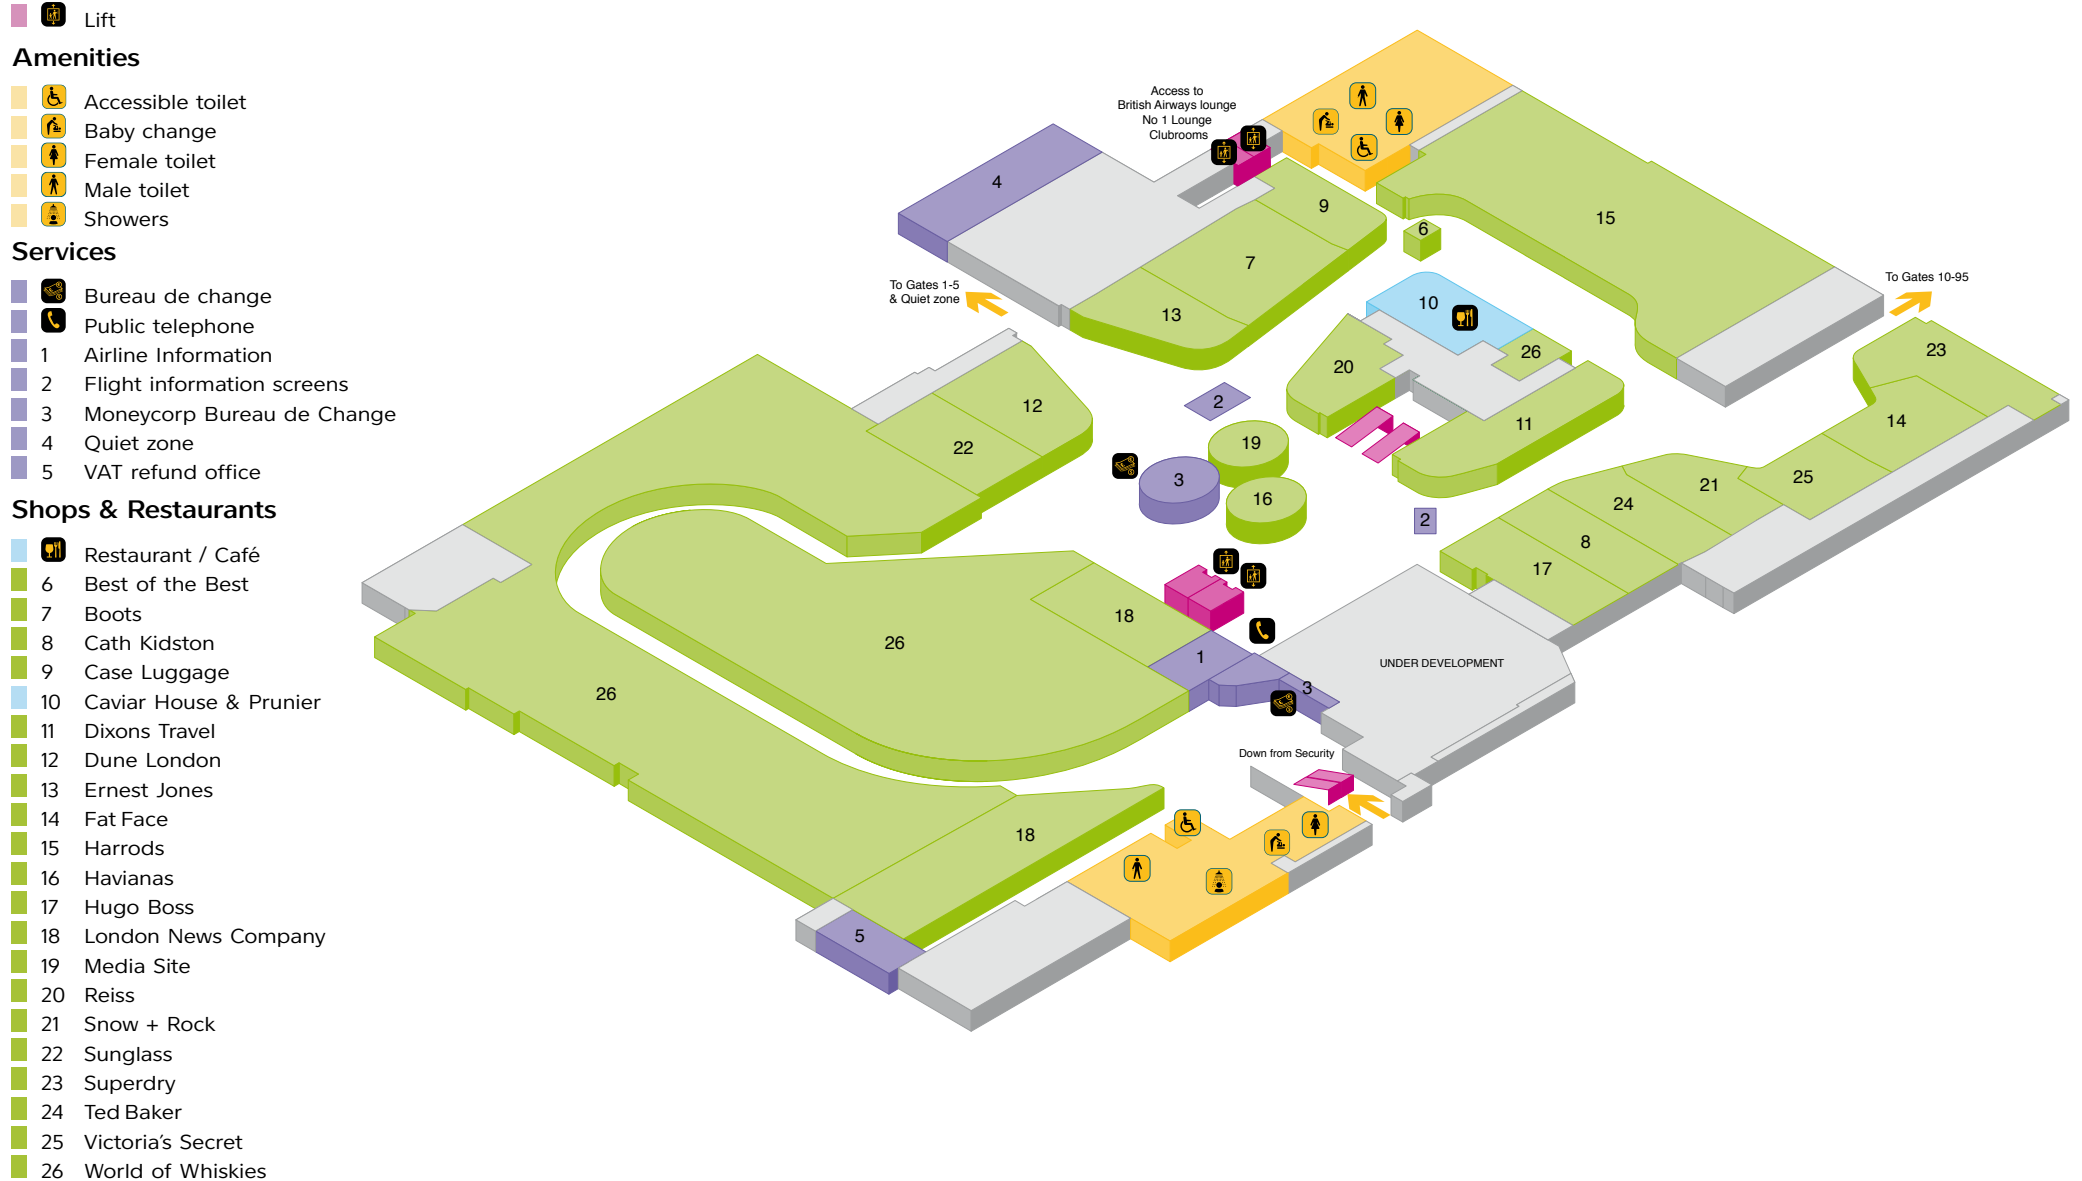 Lift
Amenities
Accessible toilet
Baby change
Female toilet
Male toilet
Showers
Services
Bureau de change
Public telephone
1 Airline Information
2 Flight information screens
3 Moneycorp Bureau de Change
4 Quiet zone
5 VAT refund office
Shops & Restaurants
Restaurant / Café
6 Best of the Best
7 Boots
8 Cath Kidston
9 Case Luggage
10 Caviar House & Prunier
11 Dixons Travel
12 Dune London
13 Ernest Jones
14 Fat Face
15 Harrods
16 Havianas
17 Hugo Boss
18 London News Company
19 Media Site
20 Reiss
21 Snow + Rock
22 Sunglass
23 Superdry
24 Ted Baker
25 Victoria's Secret
26 World of Whiskies
Access to
British Airways lounge
No 1 Lounge
Clubrooms
4
9
15
6
7
To Gates 1-5
& Quiet zone
To Gates 10-95
10
13
26
23
20
12
2
11
14
22
19
3
25
21
16
24
2
8
17
18
26
1
UNDER DEVELOPMENT
3
26
Down from Security
18
5